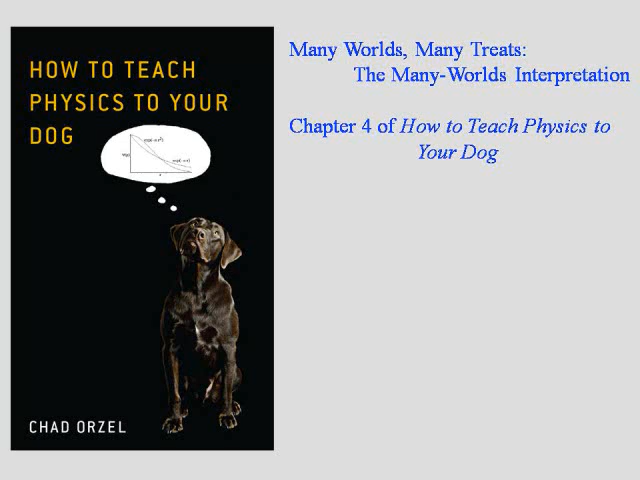 HOW TO TEACH
PHYSICS TO YOUR
DOG
CHAD ORZEL
Many Worlds, Many Treats:
The Many-Worlds Interpretation
Chapter 4 of How to Teach Physics to
Your Dog